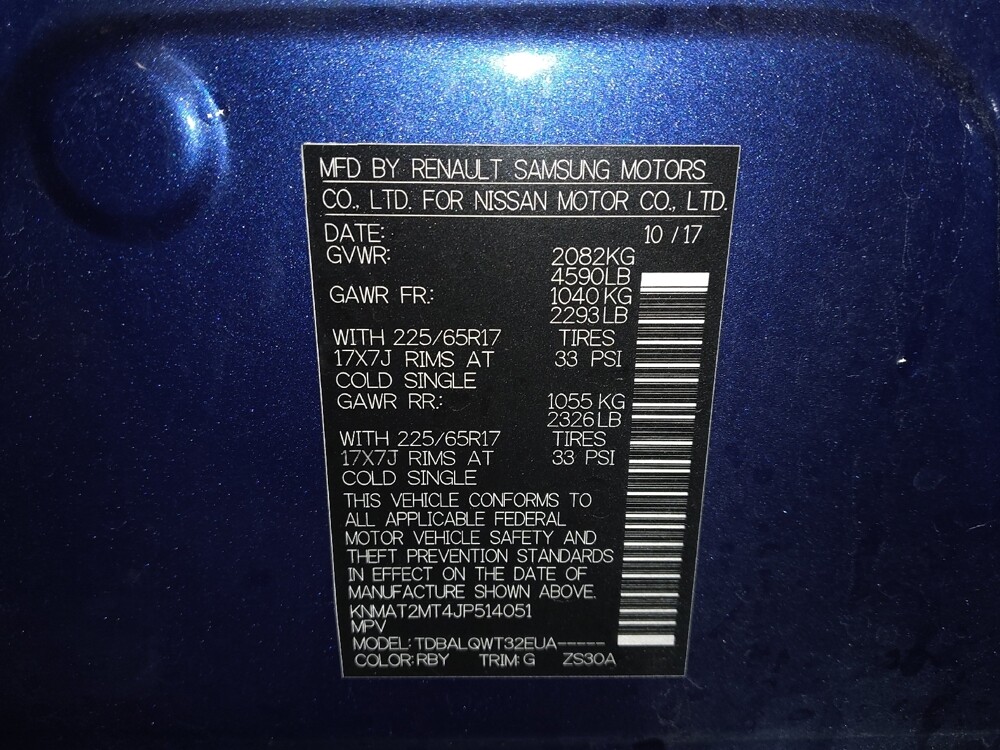 MFD BY RENAULT SAMSUNG MOTORS
CO., LTD. FOR NISSAN MOTOR CO., LTD.
DATE: 10 / 17
GVWR: 2082KG
4590LB
GAWR FR.: 1040 KG
2293 LB
WITH 225/65R17 TIRES
17X7J RIMS AT 33 PSI
COLD SINGLE
GAWR RR.: 1055 KG
2326 LB
WITH 225/65R17 TIRES
17X7J RIMS AT 33 PSI
COLD SINGLE
THIS VEHICLE CONFORMS TO
ALL APPLICABLE FEDERAL
MOTOR VEHICLE SAFETY AND
THEFT PREVENTION STANDARDS
IN EFFECT ON THE DATE OF
MANUFACTURE SHOWN ABOVE.
KNMAT2MT4JP514051
MPV
MODEL: TDBALQWT32EUA-----
COLOR: RBY TRIM: G ZS30A